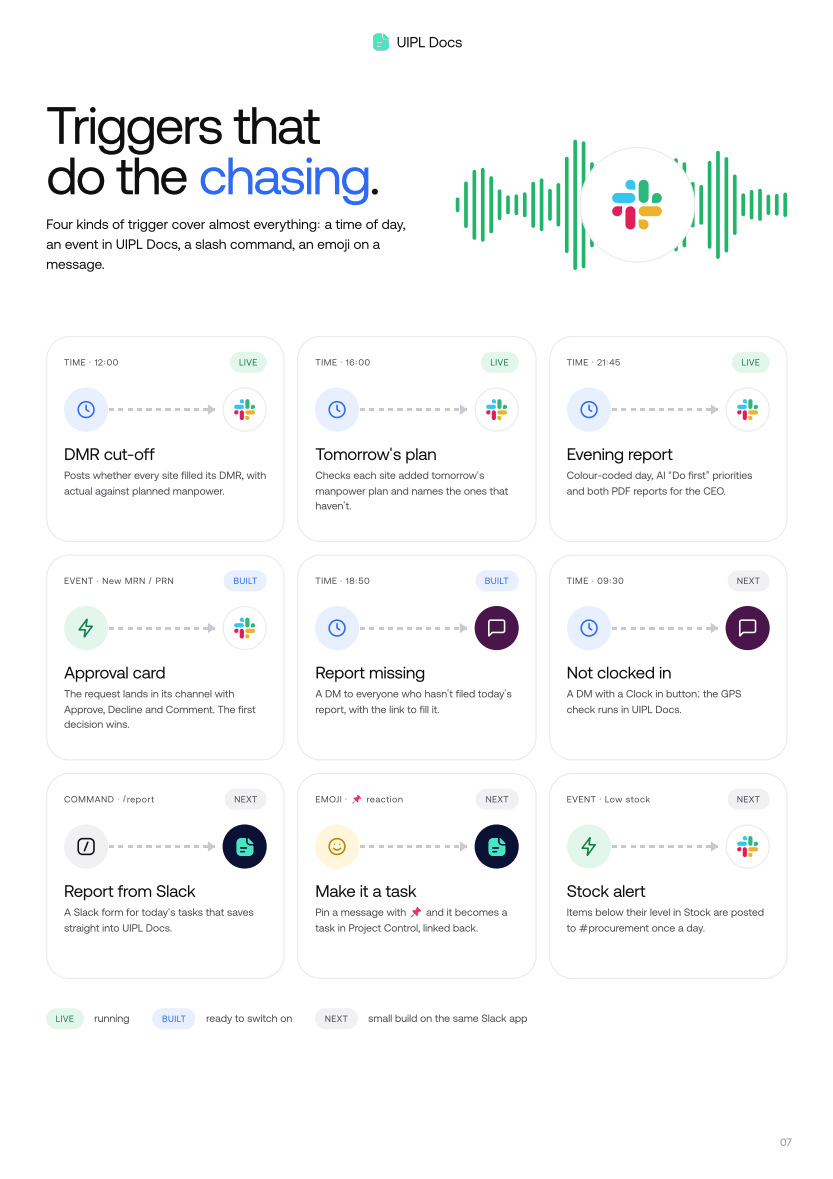 UIPL Docs
Triggers that
do the chasing.
Four kinds of trigger cover almost everything: a time of day,
an event in UIPL Docs, a slash command, an emoji on a
message.
TIME · 12:00
LIVE
DMR cut-off
Posts whether every site filled its DMR, with
actual against planned manpower.
TIME · 16:00
LIVE
Tomorrow's plan
Checks each site added tomorrow's
manpower plan and names the ones that
haven't.
TIME · 21:45
LIVE
Evening report
Colour-coded day, AI "Do first" priorities
and both PDF reports for the CEO.
EVENT · New MRN / PRN
BUILT
Approval card
The request lands in its channel with
Approve, Decline and Comment. The first
decision wins.
TIME · 18:50
BUILT
Report missing
A DM to everyone who hasn't filed today's
report, with the link to fill it.
TIME · 09:30
NEXT
Not clocked in
A DM with a Clock in button; the GPS
check runs in UIPL Docs.
COMMAND · /report
NEXT
Report from Slack
A Slack form for today's tasks that saves
straight into UIPL Docs.
EMOJI · 📌 reaction
NEXT
Make it a task
Pin a message with 📌 and it becomes a
task in Project Control, linked back.
EVENT · Low stock
NEXT
Stock alert
Items below their level in Stock are posted
to #procurement once a day.
LIVE running BUILT ready to switch on NEXT small build on the same Slack app
07